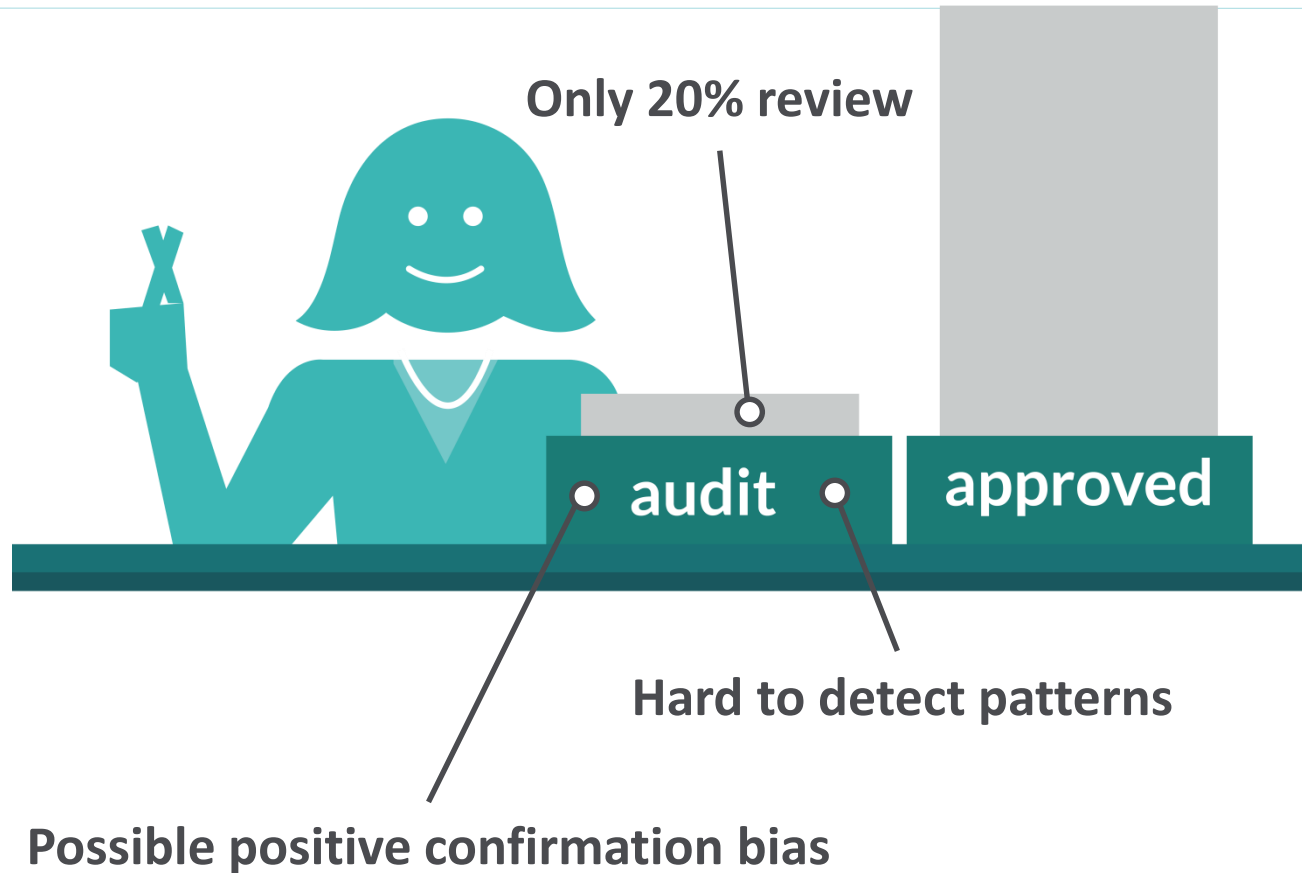 Only 20% review
audit
approved
Hard to detect patterns
Possible positive confirmation bias